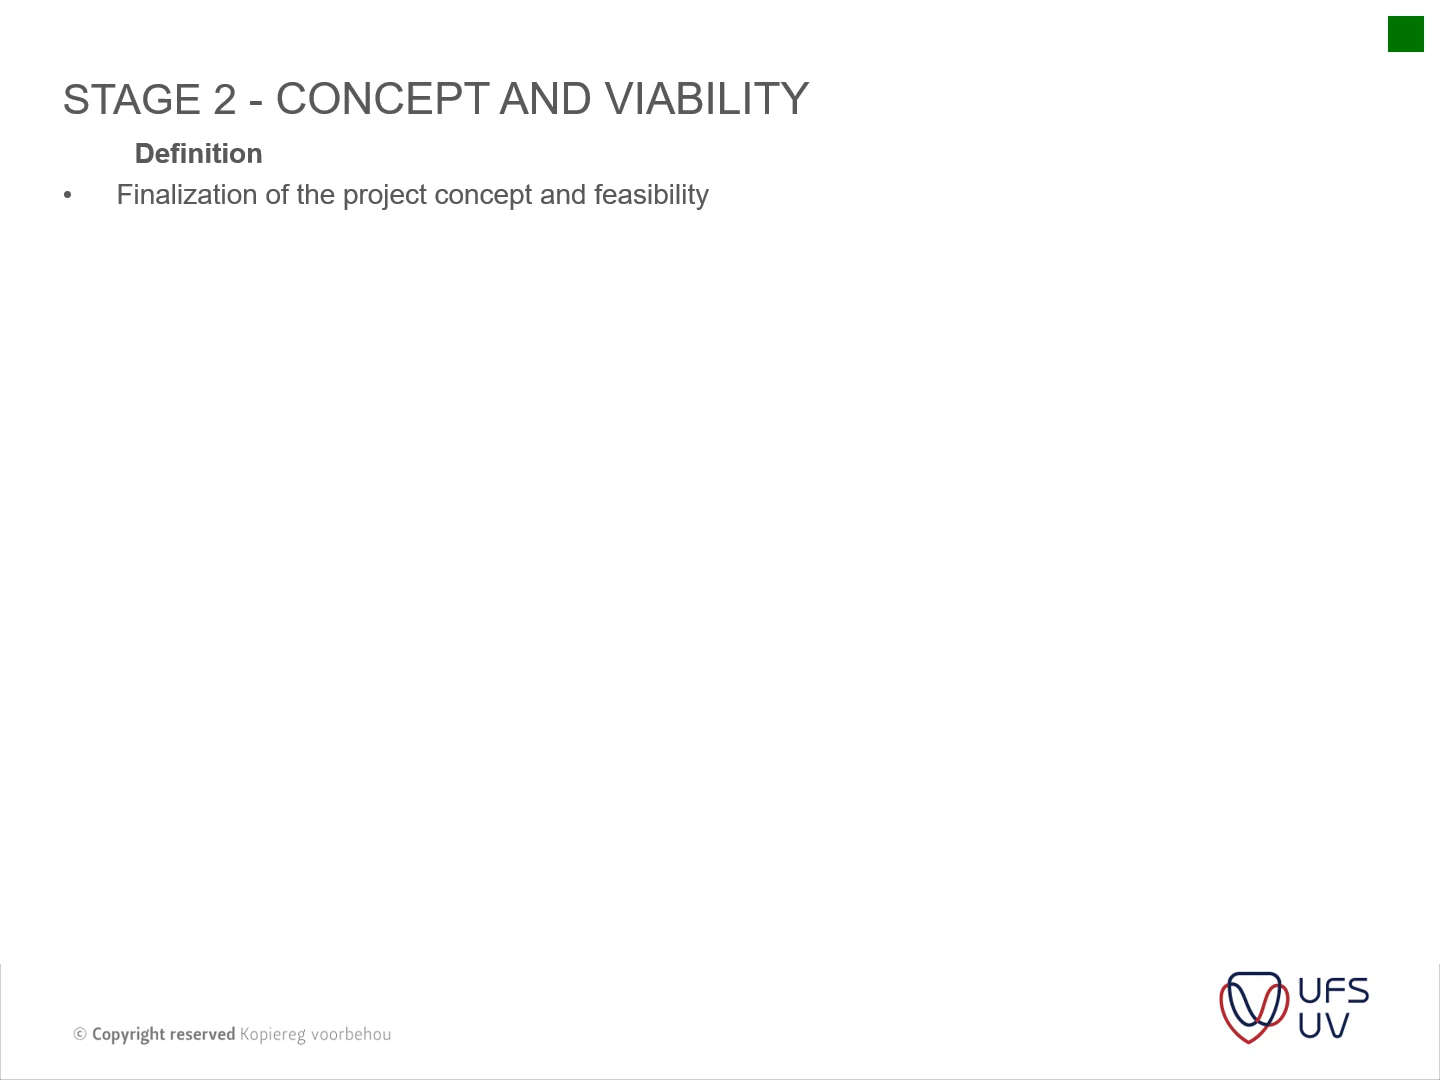 STAGE 2 - CONCEPT AND VIABILITY
Definition
• Finalization of the project concept and feasibility
© Copyright reserved Kopiereg voorbehou
UFS
UV